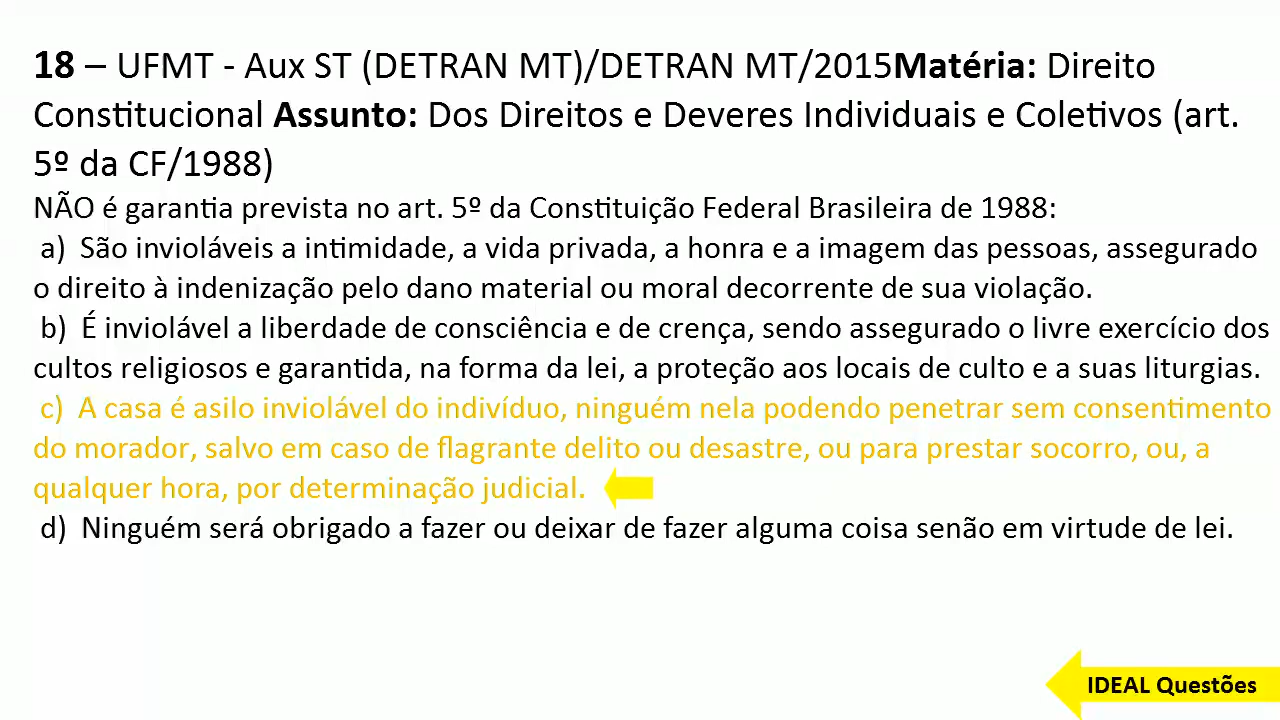 18 – UFMT - Aux ST (DETRAN MT)/DETRAN MT/2015Matéria: Direito
Constitucional Assunto: Dos Direitos e Deveres Individuais e Coletivos (art.
5º da CF/1988)
NÃO é garantia prevista no art. 5º da Constituição Federal Brasileira de 1988:
a) São invioláveis a intimidade, a vida privada, a honra e a imagem das pessoas, assegurado
o direito à indenização pelo dano material ou moral decorrente de sua violação.
b) É inviolável a liberdade de consciência e de crença, sendo assegurado o livre exercício dos
cultos religiosos e garantida, na forma da lei, a proteção aos locais de culto e a suas liturgias.
c) A casa é asilo inviolável do indivíduo, ninguém nela podendo penetrar sem consentimento
do morador, salvo em caso de flagrante delito ou desastre, ou para prestar socorro, ou, a
qualquer hora, por determinação judicial.
d) Ninguém será obrigado a fazer ou deixar de fazer alguma coisa senão em virtude de lei.
IDEAL Questões